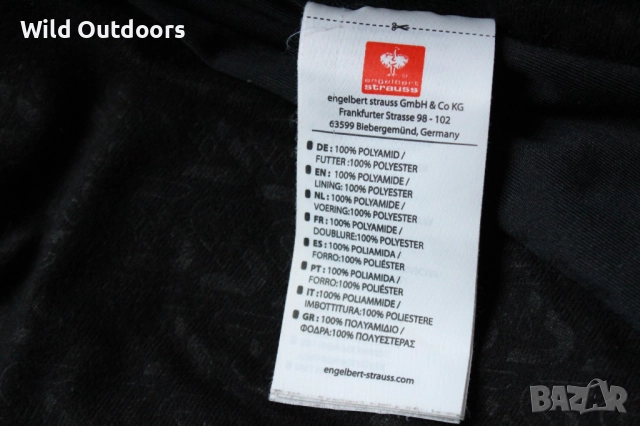 Wild Outdoors
engelbert
strauss
engelbert strauss GmbH & Co KG
Frankfurter Strasse 98 - 102
63599 Biebergemünd, Germany
DE : 100% POLYAMID /
FUTTER :100% POLYESTER
EN : 100% POLYAMIDE /
LINING: 100% POLYESTER
NL : 100% POLYAMIDE /
VOERING:100% POLYESTER
FR : 100% POLYAMIDE /
DOUBLURE:100% POLYESTER
ES : 100% POLIAMIDA /
FORRO:100% POLIÉSTER
PT : 100% POLIAMIDA /
FORRO: 100% POLIÉSTER
IT : 100% POLIAMMIDE /
IMBOTTITURA: 100% POLIESTERE
GR : 100% ΠΟΛΥΑΜΙΔΙΟ /
ΦΟΔΡΑ:100% ΠΟΛΥΕΣΤΕΡΑΣ
engelbert-strauss.com
BAZAR